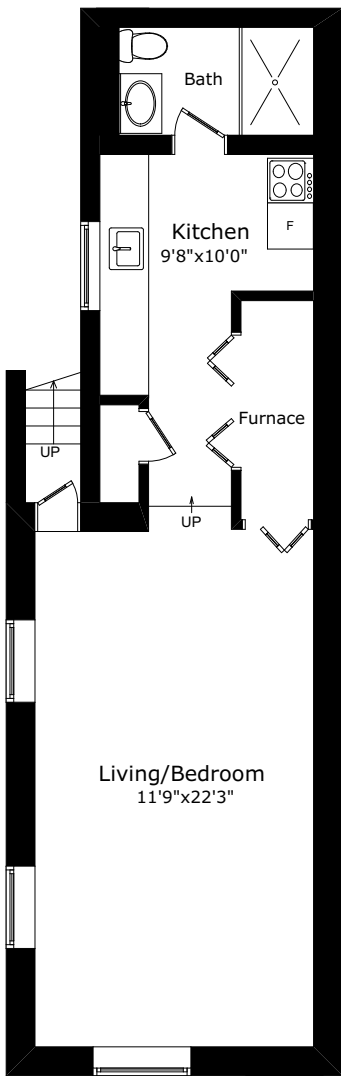 Bath
Kitchen
9'8"x10'0"
F
Furnace
UP
UP
Living/Bedroom
11'9"x22'3"